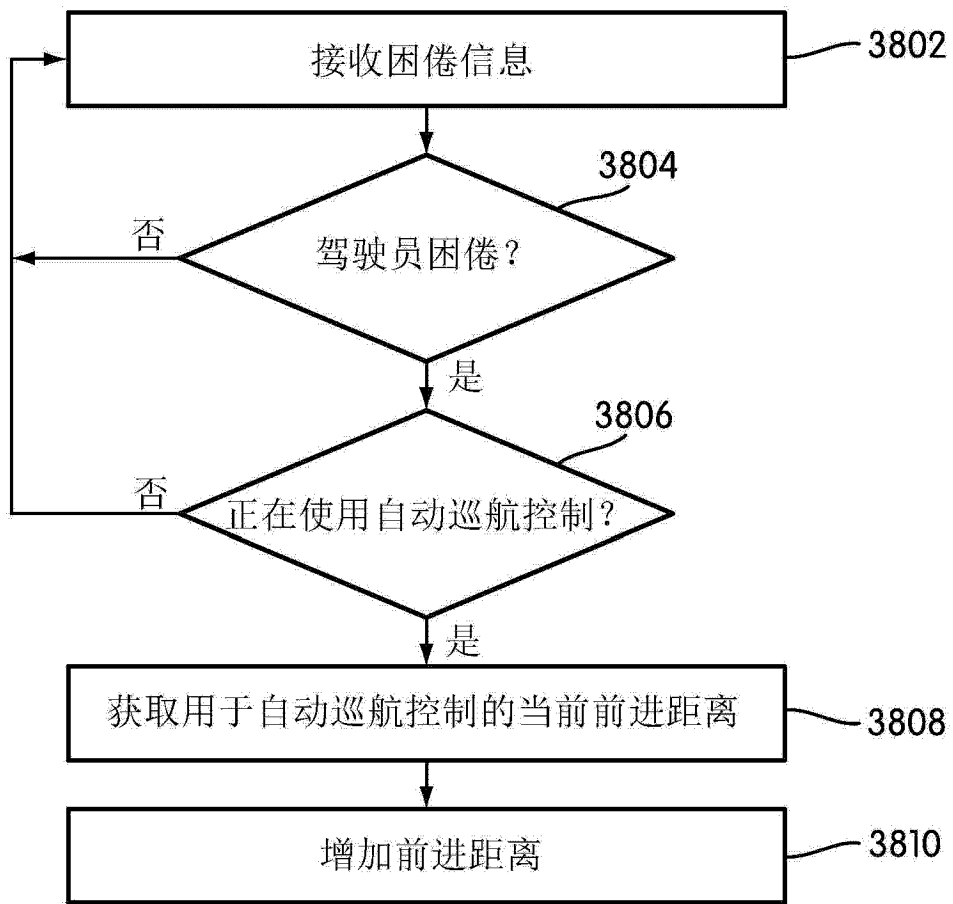 接收困倦信息
3802
3804
驾驶员困倦?
否
是
3806
正在使用自动巡航控制?
否
是
获取用于自动巡航控制的当前前进距离
3808
增加前进距离
3810